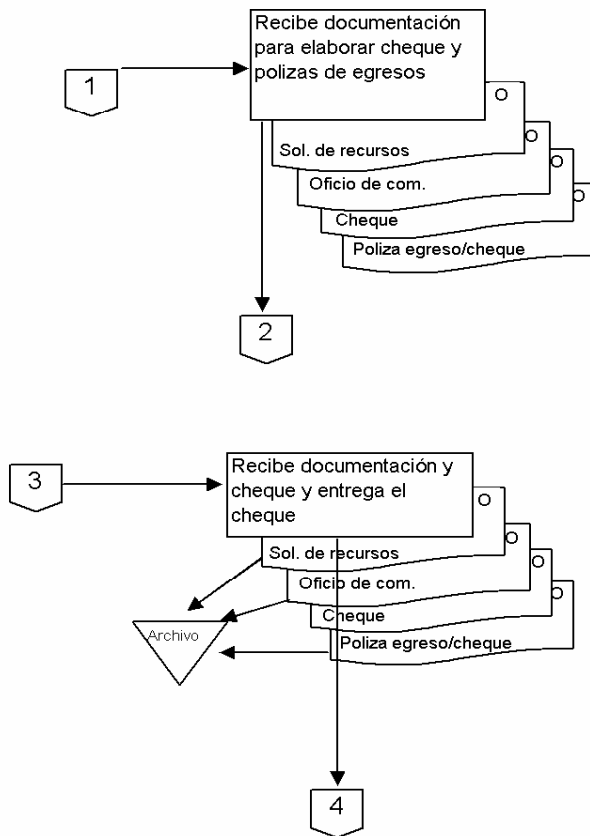 Recibe documentación
para elaborar cheque y
polizas de egresos
1
O
Sol. de recursos
O
Oficio de com.
O
Cheque
O
Poliza egreso/cheque
2
3
Recibe documentación y
cheque y entrega el
cheque
O
Sol. de recursos
O
Oficio de com.
O
Cheque
O
Poliza egreso/cheque
Archivo
4